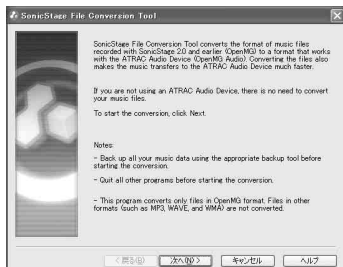 SonicStage File Conversion Tool
SonicStage File Conversion Tool converts the format of music files
recorded with SonicStage 2.0 and earlier (OpenMG) to a format that works
with the ATRAC Audio Device (OpenMG Audio). Converting the files also
makes the music transfers to the ATRAC Audio Device much faster.
If you are not using an ATRAC Audio Device, there is no need to convert
your music files.
To start the conversion, click Next.
Notes:
- Back up all your music data using the appropriate backup tool before
starting the conversion.
- Quit all other programs before starting the conversion.
- This program converts only files in OpenMG format. Files in other
formats (such as MP3, WAVE, and WMA) are not converted.
< 戻る(B) 次へ(N) > キャンセル ヘルプ